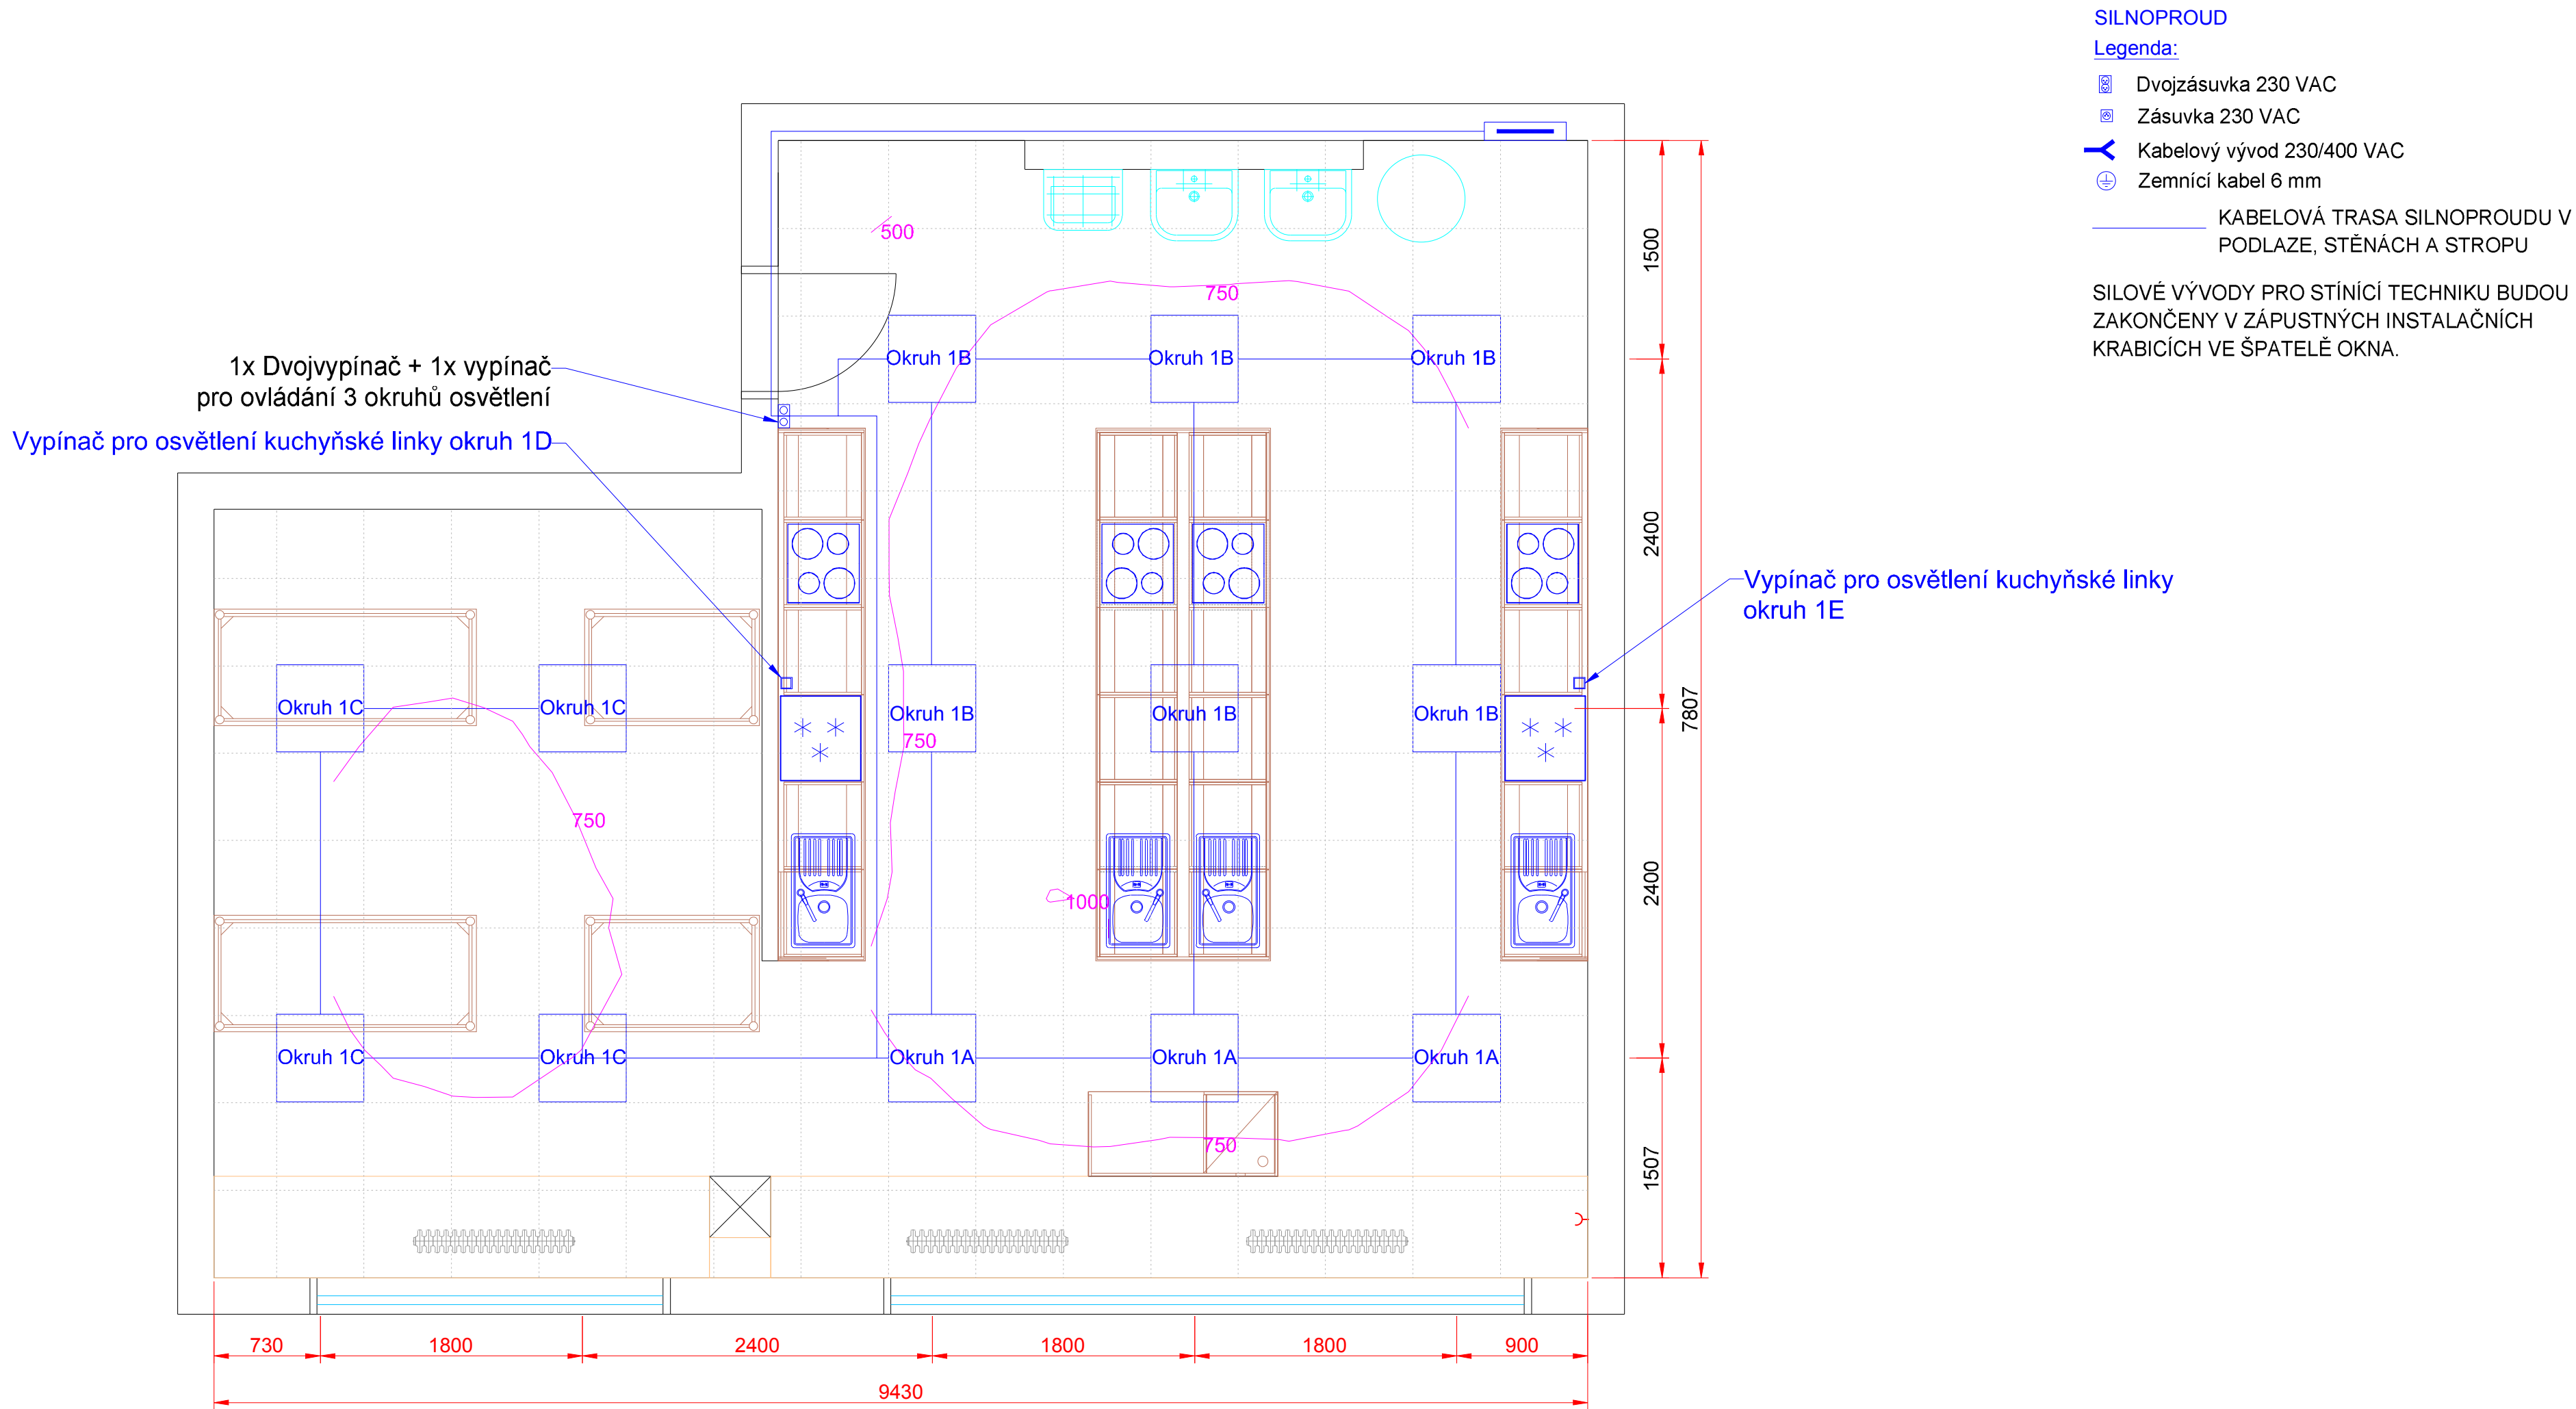 SILNOPROUD
Legenda:
Dvojzásuvka 230 VAC
Zásuvka 230 VAC
Kabelový vývod 230/400 VAC
Zemnící kabel 6 mm
KABELOVÁ TRASA SILNOPROUDU V
PODLAZE, STĚNÁCH A STROPU
SILOVÉ VÝVODY PRO STÍNÍCÍ TECHNIKU BUDOU
ZAKONČENY V ZÁPUSTNÝCH INSTALAČNÍCH
KRABICÍCH VE ŠPATELĚ OKNA.
500
750
1500
1x Dvojvypínač + 1x vypínač
pro ovládání 3 okruhů osvětlení
Okruh 1B
Okruh 1B
Okruh 1B
Vypínač pro osvětlení kuchyňské linky okruh 1D
2400
Vypínač pro osvětlení kuchyňské linky
okruh 1E
Okruh 1C
Okruh 1C
Okruh 1B
Okruh 1B
Okruh 1B
7807
750
750
1000
2400
Okruh 1C
Okruh 1C
Okruh 1A
Okruh 1A
Okruh 1A
750
1507
730
1800
2400
1800
1800
900
9430